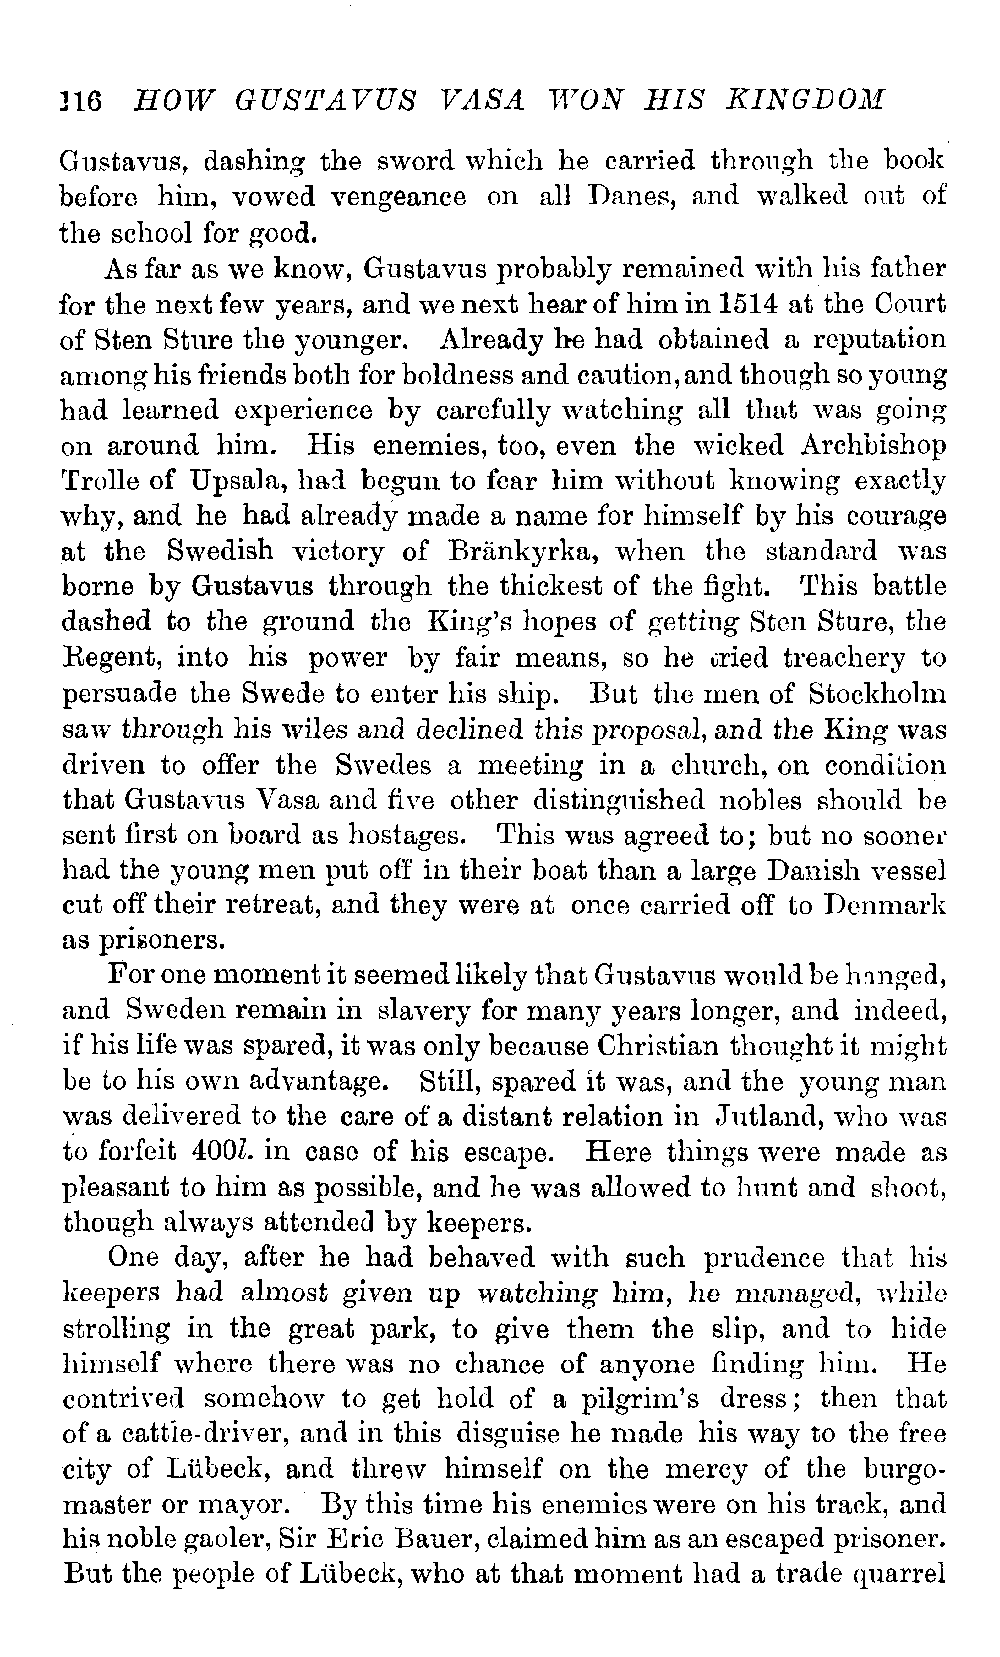 116 HOW GUSTAVUS VASA WON HIS KINGDOM
Gustavus, dashing the sword which he carried through the book
before him, vowed vengeance on all Danes, and walked out of
the school for good.
As far as we know, Gustavus probably remained with his father
for the next few years, and we next hear of him in 1514 at the Court
of Sten Sture the younger. Already he had obtained a reputation
among his friends both for boldness and caution, and though so young
had learned experience by carefully watching all that was going
on around him. His enemies, too, even the wicked Archbishop
Trolle of Upsala, had begun to fear him without knowing exactly
why, and he had already made a name for himself by his courage
at the Swedish victory of Bränkyrka, when the standard was
borne by Gustavus through the thickest of the fight. This battle
dashed to the ground the King's hopes of getting Sten Sture, the
Regent, into his power by fair means, so he tried treachery to
persuade the Swede to enter his ship. But the men of Stockholm
saw through his wiles and declined this proposal, and the King was
driven to offer the Swedes a meeting in a church, on condition
that Gustavus Vasa and five other distinguished nobles should be
sent first on board as hostages. This was agreed to; but no sooner
had the young men put off in their boat than a large Danish vessel
cut off their retreat, and they were at once carried off to Denmark
as prisoners.
For one moment it seemed likely that Gustavus would be hanged,
and Sweden remain in slavery for many years longer, and indeed,
if his life was spared, it was only because Christian thought it might
be to his own advantage. Still, spared it was, and the young man
was delivered to the care of a distant relation in Jutland, who was
to forfeit 400l. in case of his escape. Here things were made as
pleasant to him as possible, and he was allowed to hunt and shoot,
though always attended by keepers.
One day, after he had behaved with such prudence that his
keepers had almost given up watching him, he managed, while
strolling in the great park, to give them the slip, and to hide
himself where there was no chance of anyone finding him. He
contrived somehow to get hold of a pilgrim's dress; then that
of a cattle-driver, and in this disguise he made his way to the free
city of Lübeck, and threw himself on the mercy of the burgo-
master or mayor. By this time his enemies were on his track, and
his noble gaoler, Sir Eric Bauer, claimed him as an escaped prisoner.
But the people of Lübeck, who at that moment had a trade quarrel